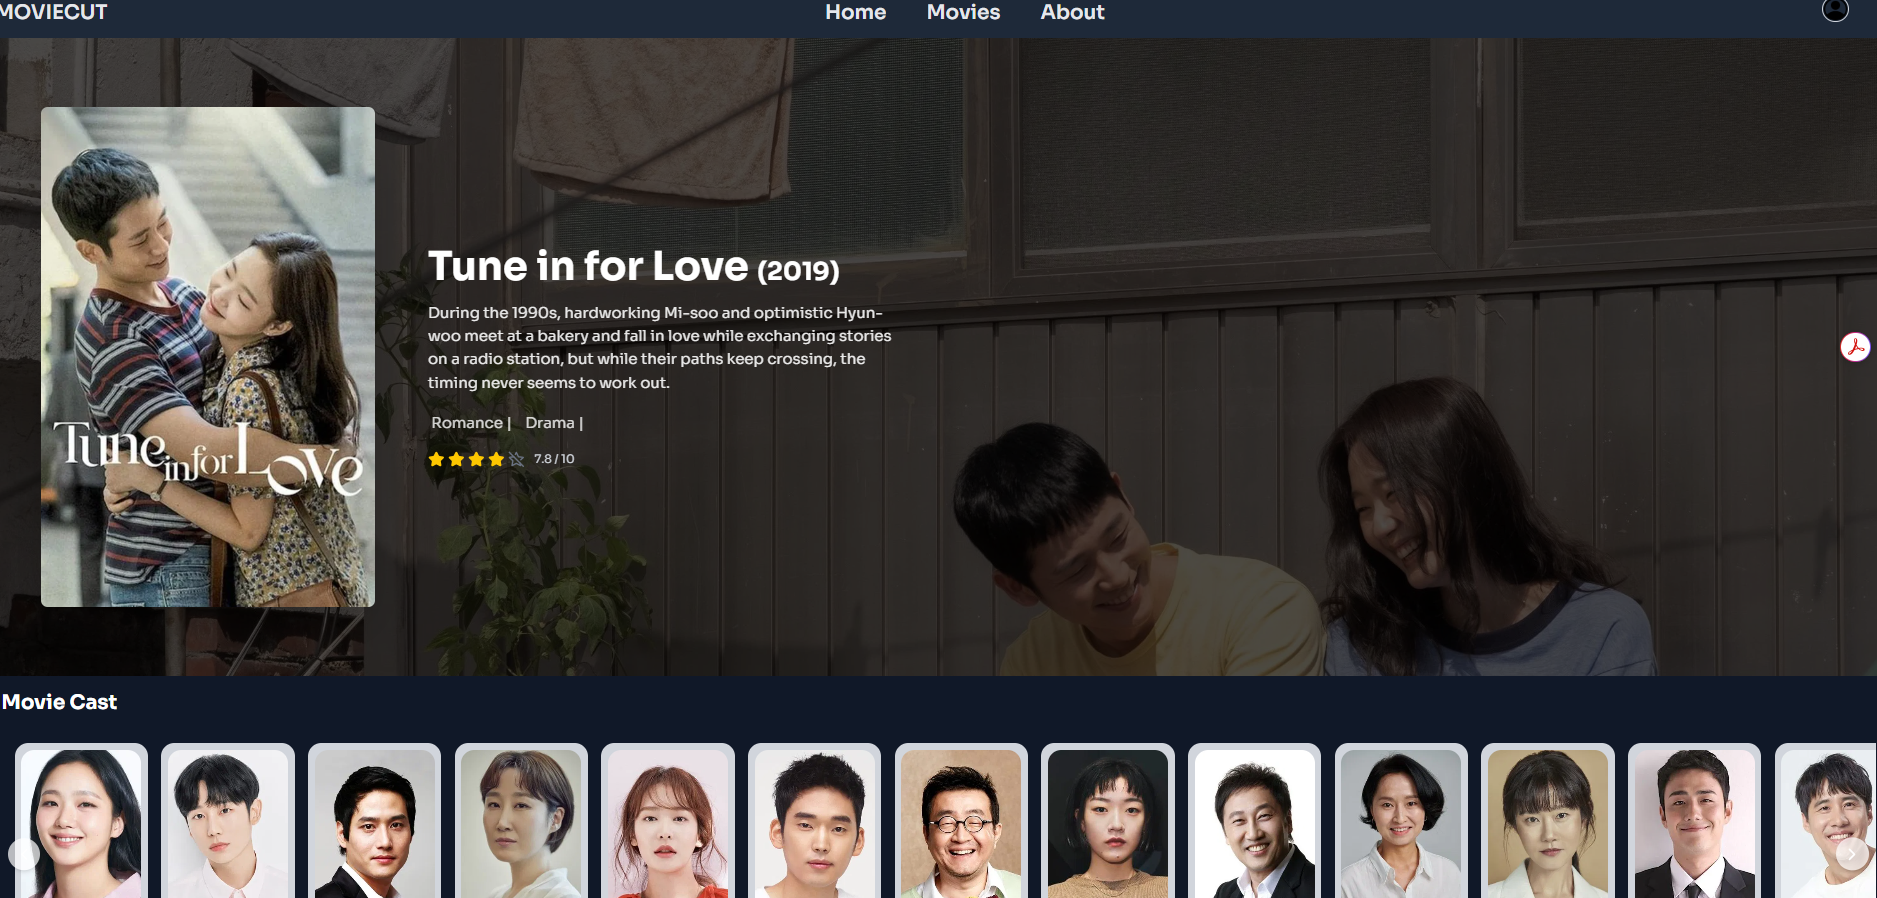 MOVIECUT
Home Movies About
Tune in for Love
Tune in for Love (2019)
During the 1990s, hardworking Mi-soo and optimistic Hyun-
woo meet at a bakery and fall in love while exchanging stories
on a radio station, but while their paths keep crossing, the
timing never seems to work out.
Romance | Drama |
7.8 / 10
Movie Cast